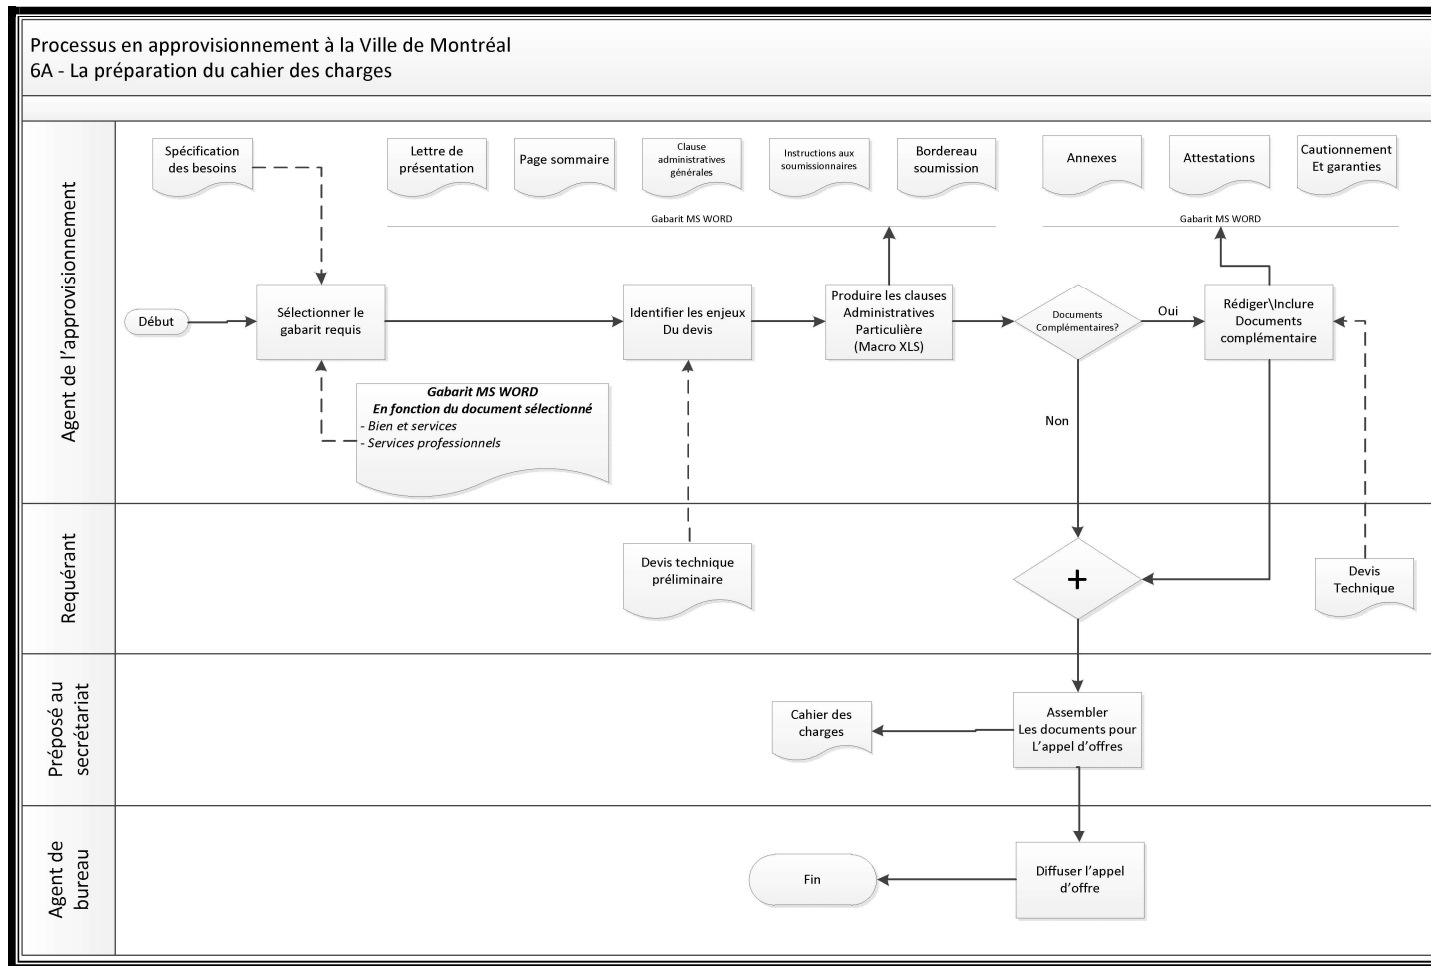 Processus en approvisionnement à la Ville de Montréal
6A - La préparation du cahier des charges
Agent de l'approvisionnement
Spécification
des besoins
Lettre de
présentation
Page sommaire
Clause
administratives
générales
Instructions aux
soumissionnaires
Bordereau
soumission
Annexes
Attestations
Cautionnement
Et garanties
Gabarit MS WORD
Gabarit MS WORD
Début
Sélectionner le
gabarit requis
Identifier les enjeux
Du devis
Produire les clauses
Administratives
Particulière
(Macro XLS)
Documents
Complémentaires?
Oui
Rédiger\Inclure
Documents
complémentaire
Gabarit MS WORD
En fonction du document sélectionné
- Bien et services
- Services professionnels
Non
Requérant
Devis technique
préliminaire
+
Devis
Technique
Préposé au
secrétariat
Cahier des
charges
Assembler
Les documents pour
L'appel d'offres
Agent de
bureau
Fin
Diffuser l'appel
d'offre